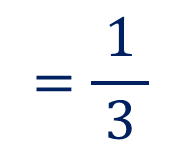 = 1/3